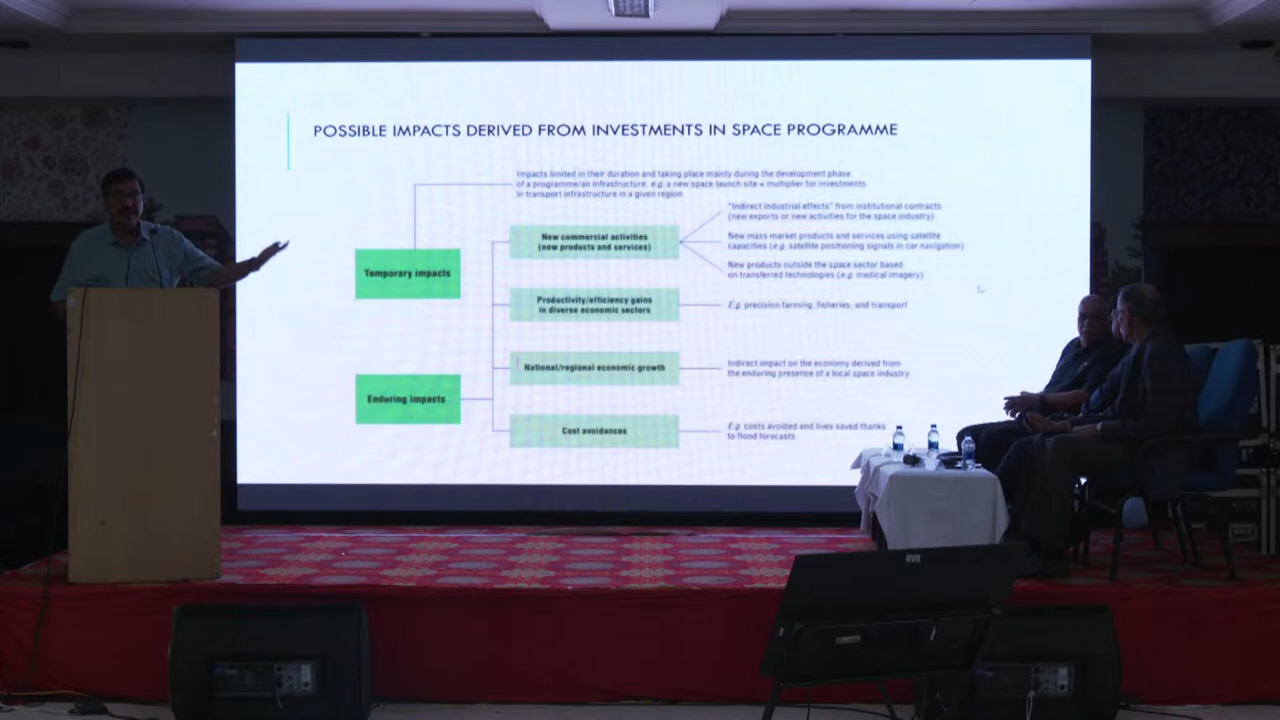 POSSIBLE IMPACTS DERIVED FROM INVESTMENTS IN SPACE PROGRAMME
Impacts limited in their duration and taking place mainly during the development phase
of a programme/an infrastructure: e.g. a new space launch site = multiplier for investments
in transport infrastructure in a given region
Temporary impacts
New commercial activities
(new products and services)
"Indirect industrial effects" from institutional contracts
(new exports or new activities for the space industry)
New mass market products and services using satellite
capacities (e.g. satellite positioning signals in car navigation)
New products outside the space sector based
on transferred technologies (e.g. medical imagery)
Productivity/efficiency gains
in diverse economic sectors
E.g. precision farming, fisheries, and transport
National/regional economic growth
Indirect impact on the economy derived from
the enduring presence of a local space industry
Enduring impacts
Cost avoidances
E.g. costs avoided and lives saved thanks
to flood forecasts
RVR